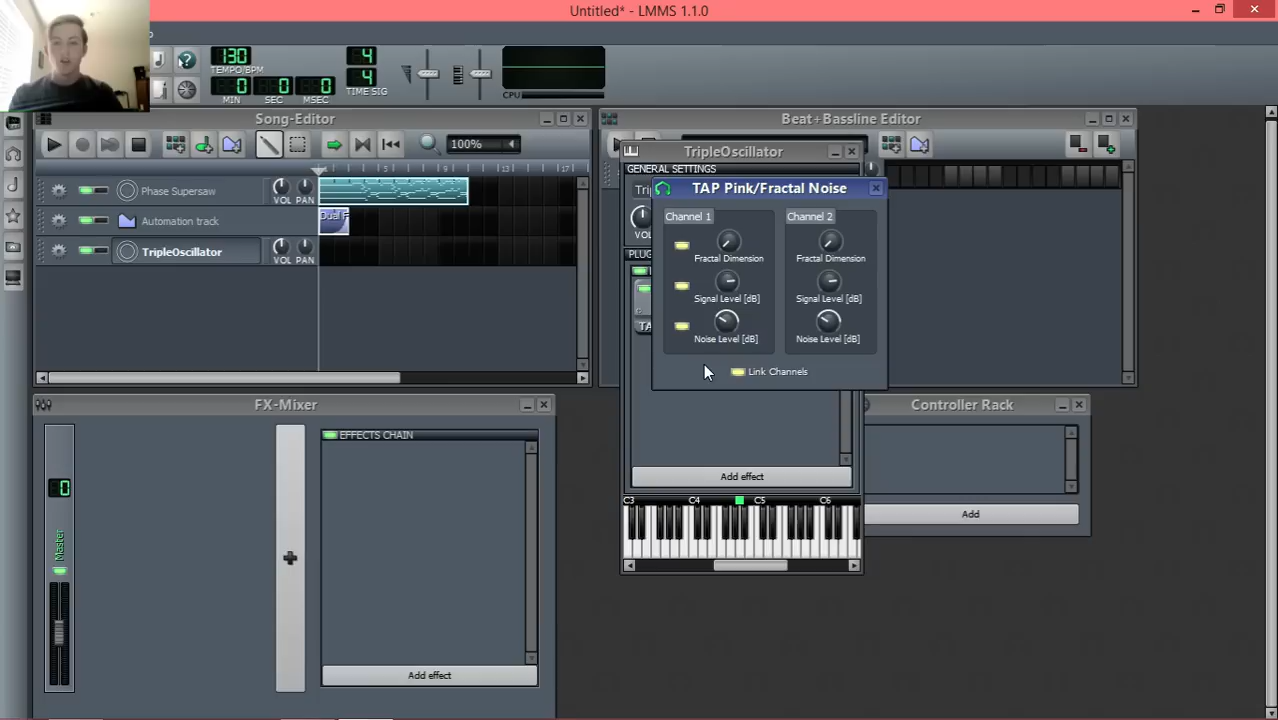 Untitled* - LMMS 1.1.0
130
TEMPO/BPM
4
4
TIME SIG
0 0 0
MIN SEC MSEC
CPU
Song-Editor
100%
Beat+Bassline Editor
Phase Supersaw
VOL PAN
Automation track
Dual F
TripleOscillator
VOL PAN
TripleOscillator
GENERAL SETTINGS
TAP Pink/Fractal Noise
Channel 1
Channel 2
Fractal Dimension
Fractal Dimension
Signal Level [dB]
Signal Level [dB]
Noise Level [dB]
Noise Level [dB]
Link Channels
Add effect
C3 C4 C5 C6
FX-Mixer
0
Master
EFFECTS CHAIN
Add effect
Controller Rack
Add